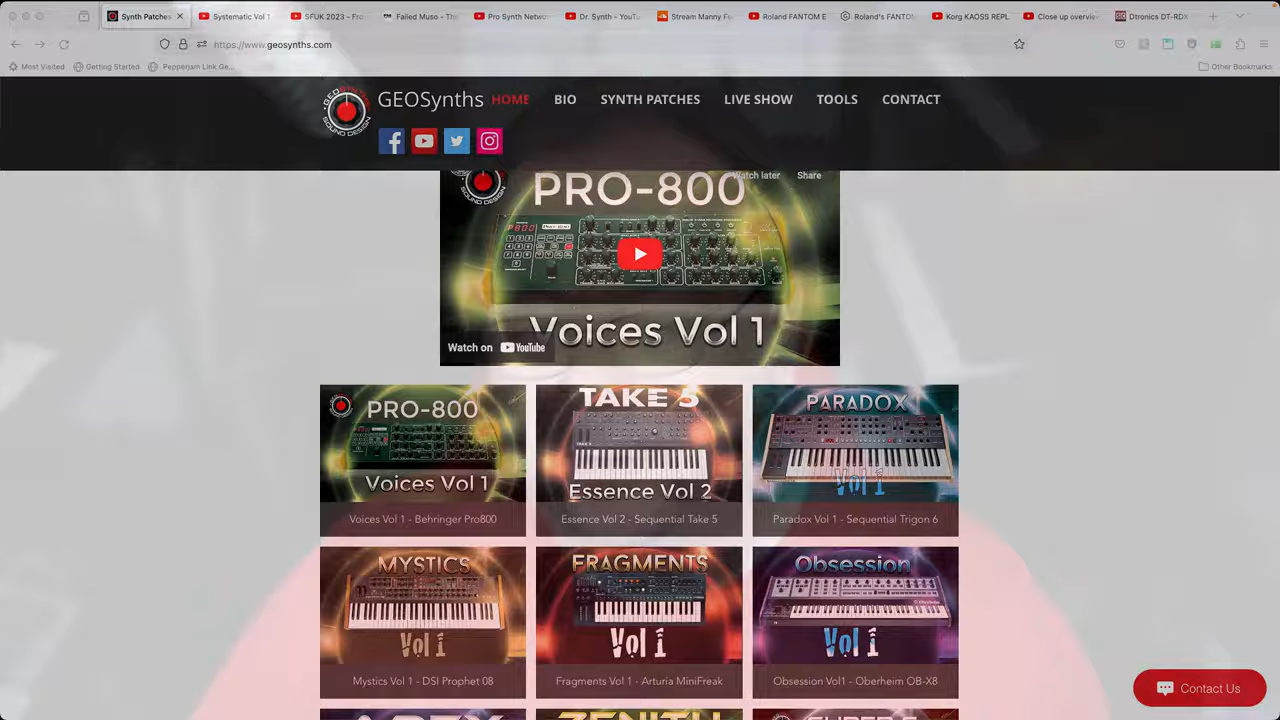 Synth Patches
Systematic Vol 1
SFUK 2023 - Fro
Failed Muso - The
Pro Synth Netwo
Dr. Synth - YouTu
Stream Manny Fe
Roland FANTOM E
Roland's FANTO
Korg KAOSS REPL
Close up overvie
Dtronics DT-RDX
https://www.geosynths.com
Most Visited
Getting Started
Pepperjam Link Ge...
Other Bookmarks
GEOSynths
HOME
BIO
SYNTH PATCHES
LIVE SHOW
TOOLS
CONTACT
Watch later
Share
PRO-800
Voices Vol 1
Watch on YouTube
PRO-800
Voices Vol 1
Voices Vol 1 - Behringer Pro800
TAKE 5
Essence Vol 2
Essence Vol 2 - Sequential Take 5
PARADOX
Vol 1
Paradox Vol 1 - Sequential Trigon 6
MYSTICS
Vol 1
Mystics Vol 1 - DSI Prophet 08
FRAGMENTS
Vol 1
Fragments Vol 1 - Arturia MiniFreak
Obsession
Vol 1
Obsession Vol1 - Oberheim OB-X8
Contact Us